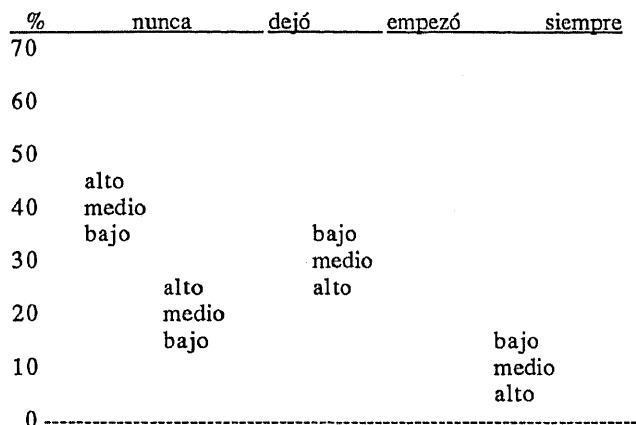 % nunca dejó empezó siempre
70
60
50
alto
40 medio
bajo bajo
30 medio
alto alto
20 medio
bajo bajo
10 medio
alto
0